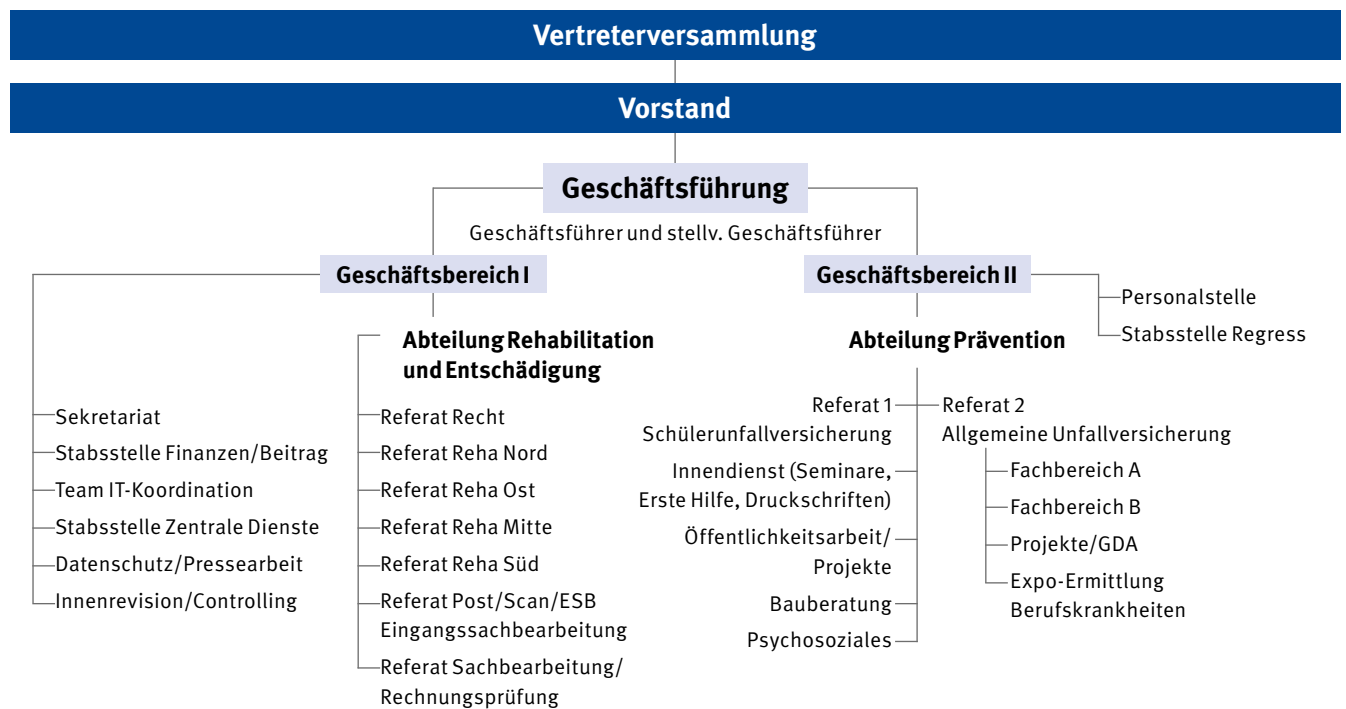 Vertreterversammlung
Vorstand
Geschäftsführung
Geschäftsführer und stellv. Geschäftsführer
Geschäftsbereich I
Sekretariat
Stabsstelle Finanzen/Beitrag
Team IT-Koordination
Stabsstelle Zentrale Dienste
Datenschutz/Pressearbeit
Innenrevision/Controlling
Abteilung Rehabilitation
und Entschädigung
Referat Recht
Referat Reha Nord
Referat Reha Ost
Referat Reha Mitte
Referat Reha Süd
Referat Post/Scan/ESB
Eingangssachbearbeitung
Referat Sachbearbeitung/
Rechnungsprüfung
Geschäftsbereich II
Personalstelle
Stabsstelle Regress
Abteilung Prävention
Referat 1
Schülerunfallversicherung
Innendienst (Seminare,
Erste Hilfe, Druckschriften)
Öffentlichkeitsarbeit/
Projekte
Bauberatung
Psychosoziales
Referat 2
Allgemeine Unfallversicherung
Fachbereich A
Fachbereich B
Projekte/GDA
Expo-Ermittlung
Berufskrankheiten